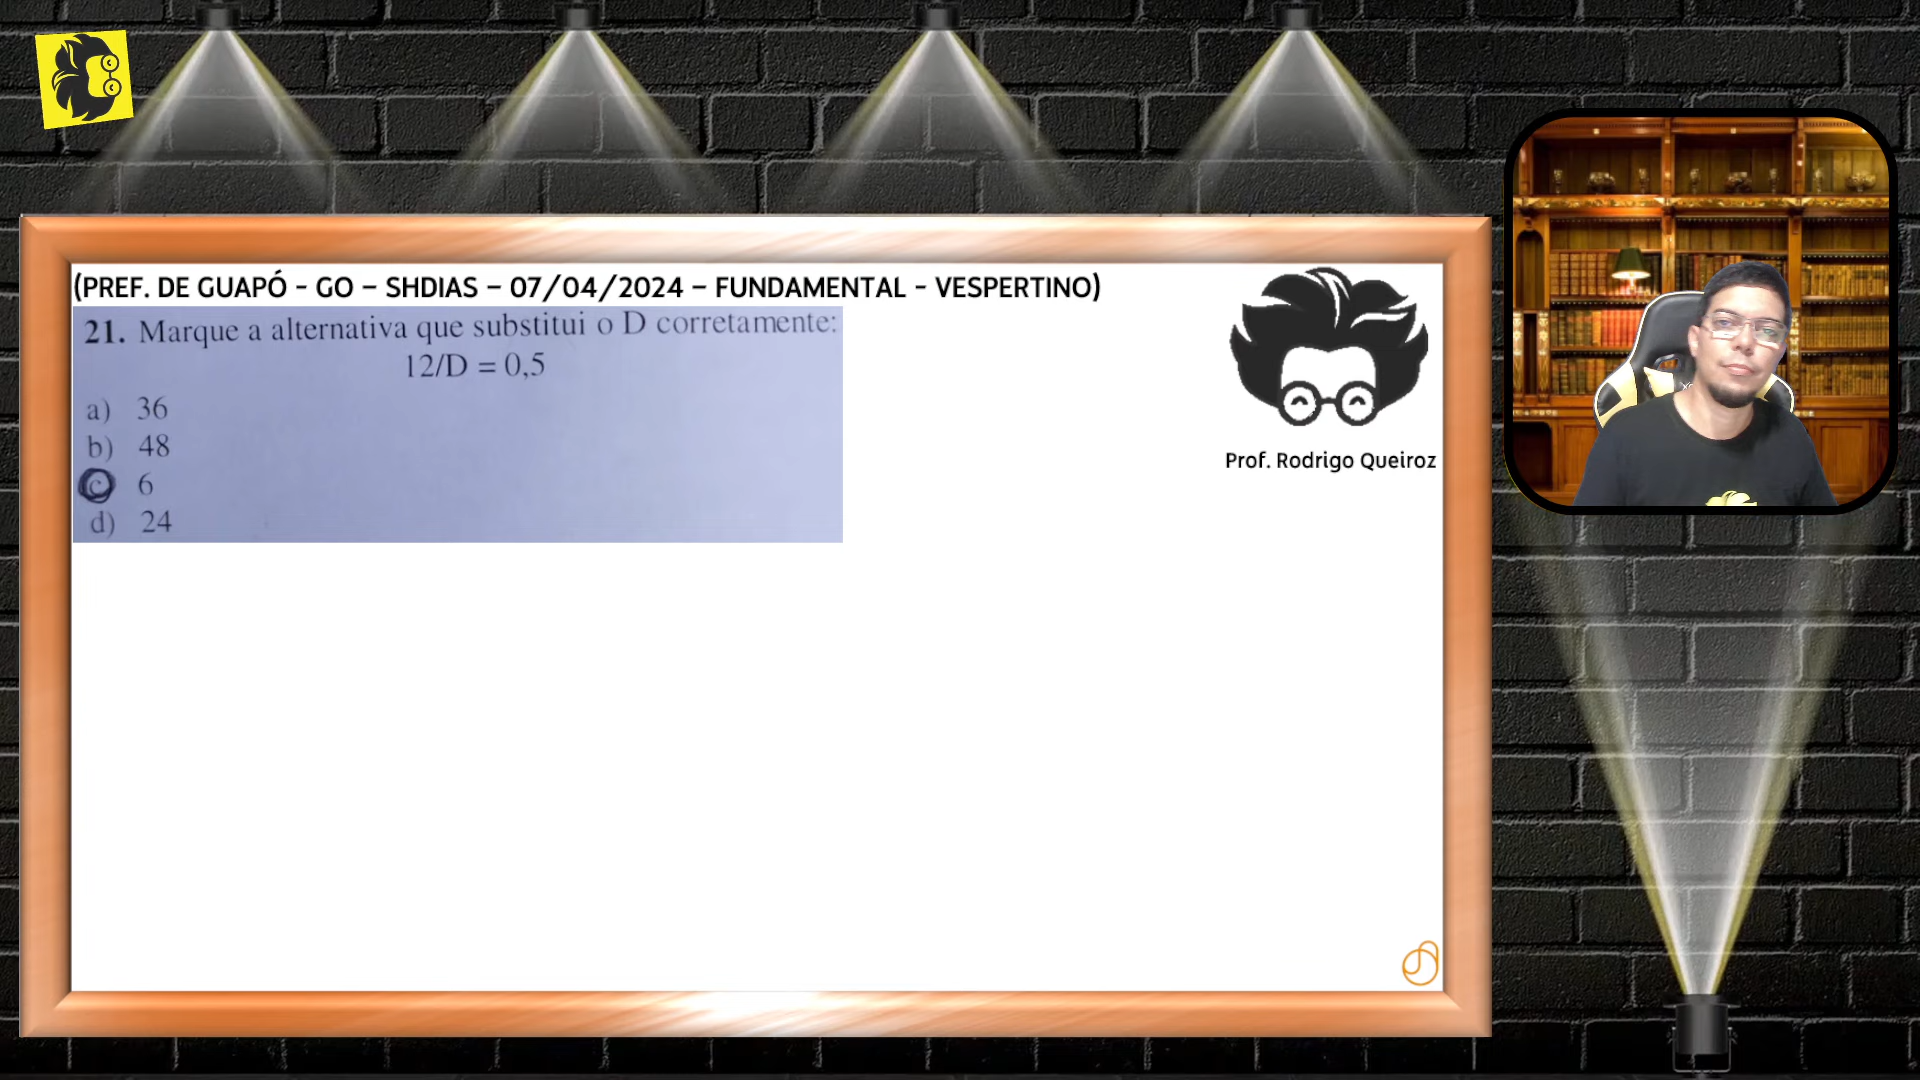 (PREF. DE GUAPÓ - GO – SHDIAS – 07/04/2024 – FUNDAMENTAL - VESPERTINO)
21. Marque a alternativa que substitui o D corretamente:
12/D = 0,5
a) 36
b) 48
c) 6
d) 24
Prof. Rodrigo Queiroz